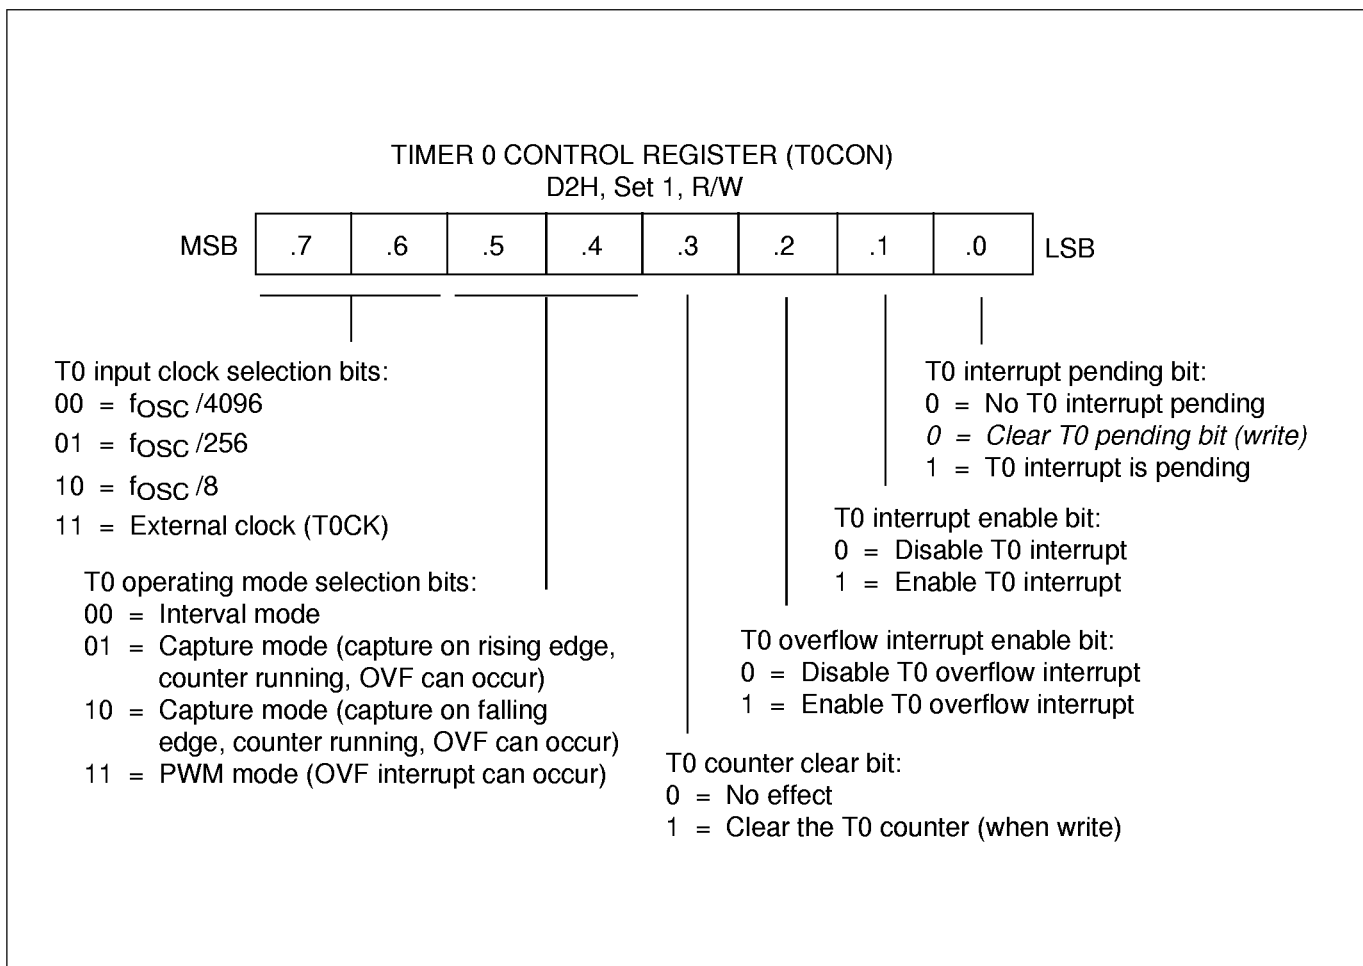 TIMER 0 CONTROL REGISTER (T0CON)
D2H, Set 1, R/W
MSB .7 .6 .5 .4 .3 .2 .1 .0 LSB
T0 input clock selection bits:
00 = fOSC/4096
01 = fOSC/256
10 = fOSC/8
11 = External clock (T0CK)
T0 operating mode selection bits:
00 = Interval mode
01 = Capture mode (capture on rising edge,
counter running, OVF can occur)
10 = Capture mode (capture on falling
edge, counter running, OVF can occur)
11 = PWM mode (OVF interrupt can occur)
T0 counter clear bit:
0 = No effect
1 = Clear the T0 counter (when write)
T0 overflow interrupt enable bit:
0 = Disable T0 overflow interrupt
1 = Enable T0 overflow interrupt
T0 interrupt enable bit:
0 = Disable T0 interrupt
1 = Enable T0 interrupt
T0 interrupt pending bit:
0 = No T0 interrupt pending
0 = Clear T0 pending bit (write)
1 = T0 interrupt is pending